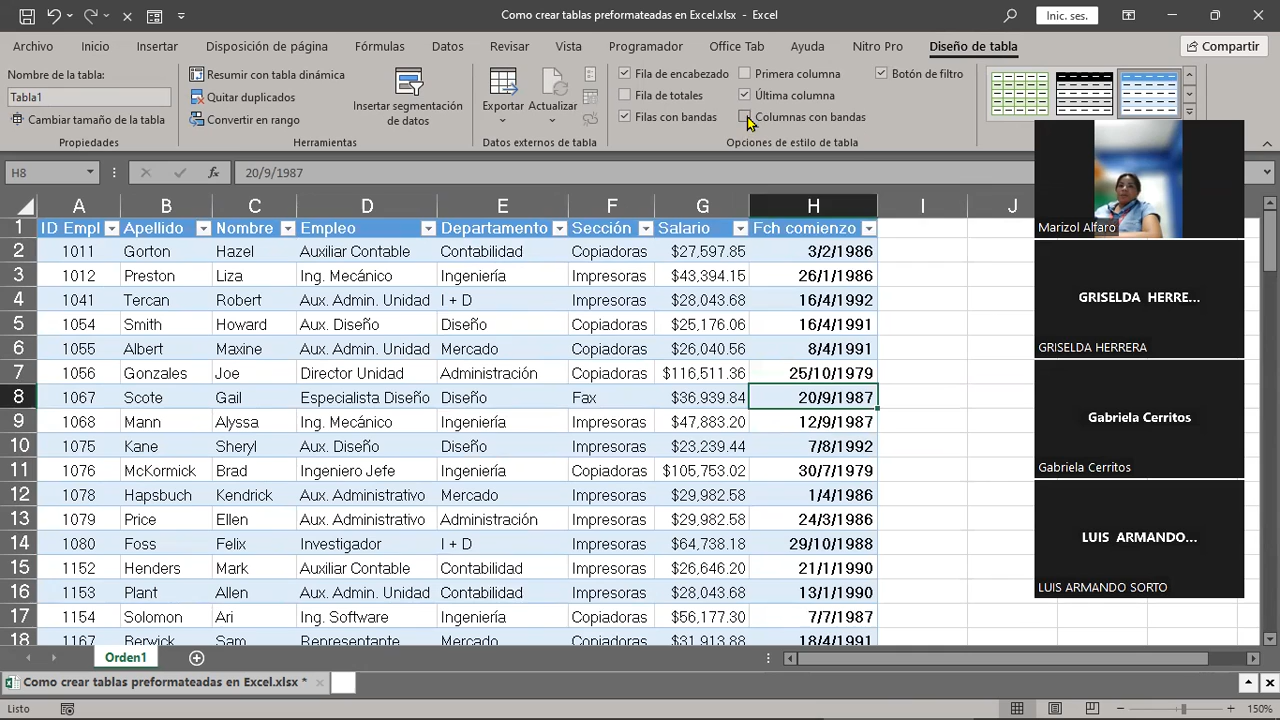 Como crear tablas preformateadas en Excel.xlsx - Excel
Inic. ses.
Archivo Inicio Insertar Disposición de página Fórmulas Datos Revisar Vista Programador Office Tab Ayuda Nitro Pro Diseño de tabla Compartir
Nombre de la tabla:
Tabla1
Cambiar tamaño de la tabla
Propiedades
Resumir con tabla dinámica
Quitar duplicados
Convertir en rango
Insertar segmentación de datos
Herramientas
Exportar
Actualizar
Datos externos de tabla
Fila de encabezado
Fila de totales
Filas con bandas
Primera columna
Última columna
Columnas con bandas
Botón de filtro
Opciones de estilo de tabla
H8 fx 20/9/1987
A B C D E F G H I J
1 ID Empl Apellido Nombre Empleo Departamento Sección Salario Fch comienzo
2 1011 Gorton Hazel Auxiliar Contable Contabilidad Copiadoras $27,597.85 3/2/1986
3 1012 Preston Liza Ing. Mecánico Ingeniería Impresoras $43,394.15 26/1/1986
4 1041 Tercan Robert Aux. Admin. Unidad I + D Impresoras $28,043.68 16/4/1992
5 1054 Smith Howard Aux. Diseño Diseño Copiadoras $25,176.06 16/4/1991
6 1055 Albert Maxine Aux. Admin. Unidad Mercado Copiadoras $26,040.56 8/4/1991
7 1056 Gonzales Joe Director Unidad Administración Copiadoras $116,511.36 25/10/1979
8 1067 Scote Gail Especialista Diseño Diseño Fax $36,939.84 20/9/1987
9 1068 Mann Alyssa Ing. Mecánico Ingeniería Impresoras $47,883.20 12/9/1987
10 1075 Kane Sheryl Aux. Diseño Diseño Impresoras $23,239.44 7/8/1992
11 1076 McKormick Brad Ingeniero Jefe Ingeniería Copiadoras $105,753.02 30/7/1979
12 1078 Hapsbuch Kendrick Aux. Administrativo Mercado Impresoras $29,982.58 1/4/1986
13 1079 Price Ellen Aux. Administrativo Administración Impresoras $29,982.58 24/3/1986
14 1080 Foss Felix Investigador I + D Impresoras $64,738.18 29/10/1988
15 1152 Henders Mark Auxiliar Contable Contabilidad Impresoras $26,646.20 21/1/1990
16 1153 Plant Allen Aux. Admin. Unidad Contabilidad Impresoras $28,043.68 13/1/1990
17 1154 Solomon Ari Ing. Software Ingeniería Impresoras $56,177.30 7/7/1987
18 1167 Berwick Sam Representante Mercado Copiadoras $31,913.88 18/4/1991
Marizol Alfaro
GRISELDA HERRE...
GRISELDA HERRERA
Gabriela Cerritos
Gabriela Cerritos
LUIS ARMANDO...
LUIS ARMANDO SORTO
Orden1
Como crear tablas preformateadas en Excel.xlsx *
Listo
150%